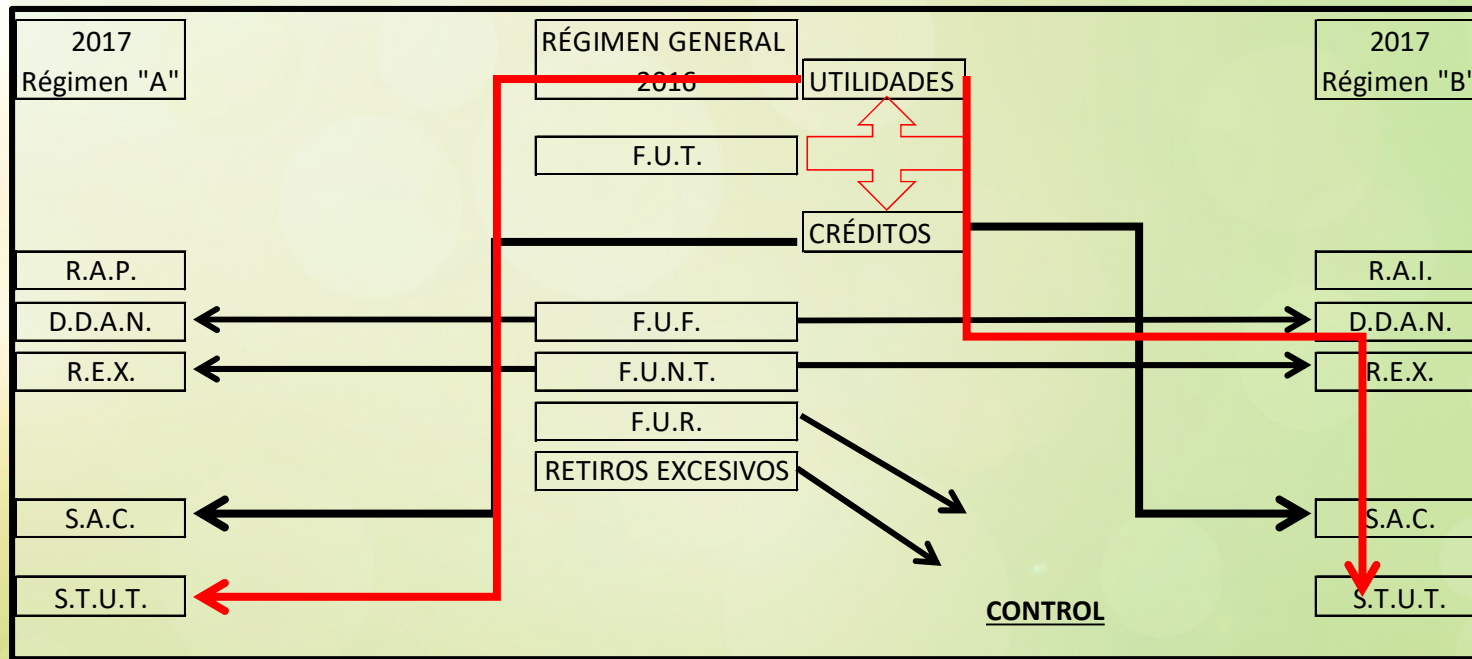 2017
Régimen "A"
RÉGIMEN GENERAL
2016
UTILIDADES
2017
Régimen "B"
F.U.T.
CRÉDITOS
R.A.P.
R.A.I.
D.D.A.N.
F.U.F.
D.D.A.N.
R.E.X.
F.U.N.T.
R.E.X.
F.U.R.
RETIROS EXCESIVOS
S.A.C.
S.A.C.
S.T.U.T.
S.T.U.T.
CONTROL